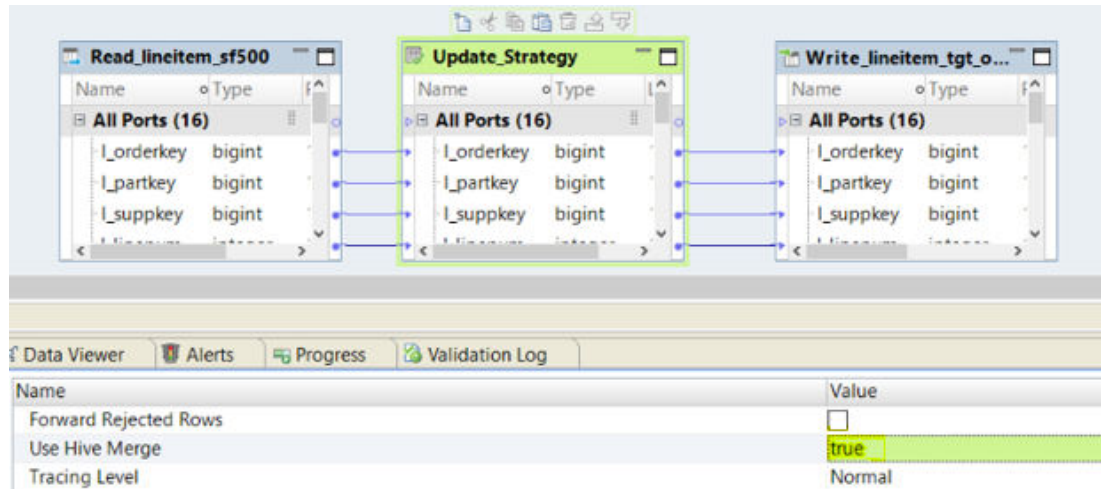 Read_lineitem_sf500
Name Type
All Ports (16)
l_orderkey bigint
l_partkey bigint
l_suppkey bigint
Update_Strategy
Name Type L
All Ports (16)
l_orderkey bigint
l_partkey bigint
l_suppkey bigint
Write_lineitem_tgt_o...
Name Type
All Ports (16)
l_orderkey bigint
l_partkey bigint
l_suppkey bigint
Data Viewer Alerts Progress Validation Log
Name Value
Forward Rejected Rows
Use Hive Merge true
Tracing Level Normal